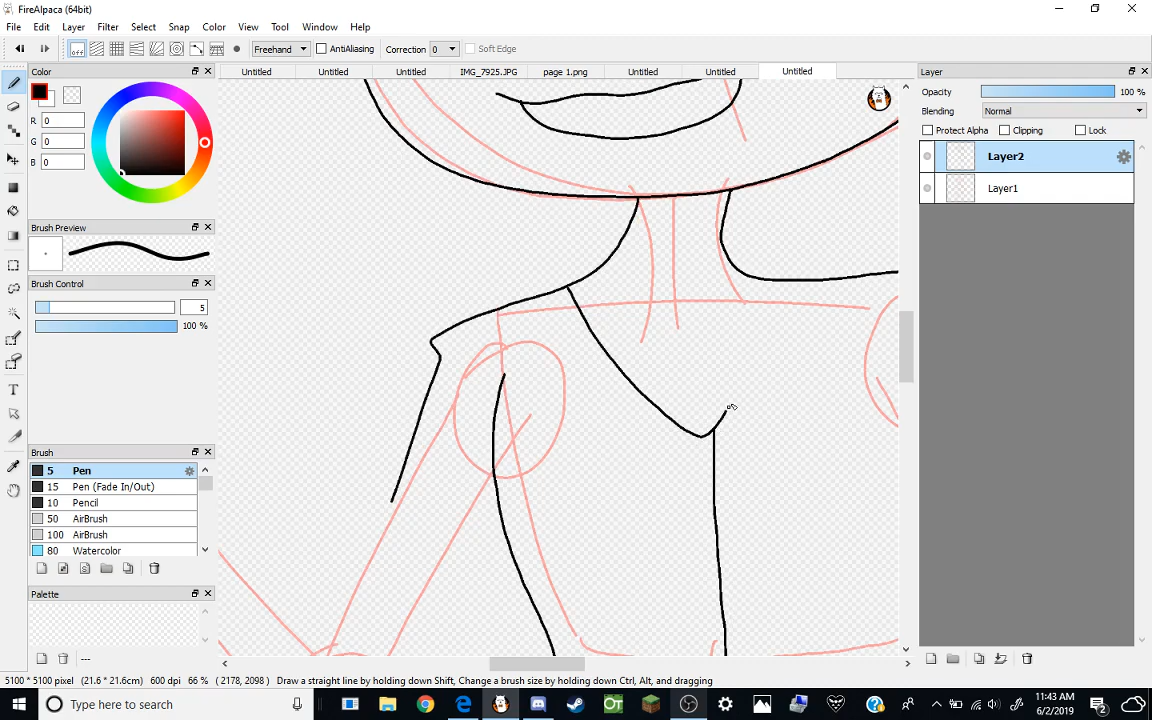 FireAlpaca (64bit)
File Edit Layer Filter Select Snap Color View Tool Window Help
off Freehand AntiAliasing Correction 0 Soft Edge
Color
Untitled Untitled Untitled IMG_7925.JPG page 1.png Untitled Untitled Untitled
Layer
Opacity 100 %
Blending Normal
Protect Alpha Clipping Lock
R 0
G 0
B 0
Layer2
Layer1
Brush Preview
Brush Control
5
100 %
Brush
5 Pen
15 Pen (Fade In/Out)
10 Pencil
50 AirBrush
100 AirBrush
80 Watercolor
Palette
---
5100 * 5100 pixel (21.6 * 21.6cm) 600 dpi 66 % ( 2178, 2098 ) Draw a straight line by holding down Shift, Change a brush size by holding down Ctrl, Alt, and dragging
Type here to search
OT
11:43 AM
6/2/2019
2